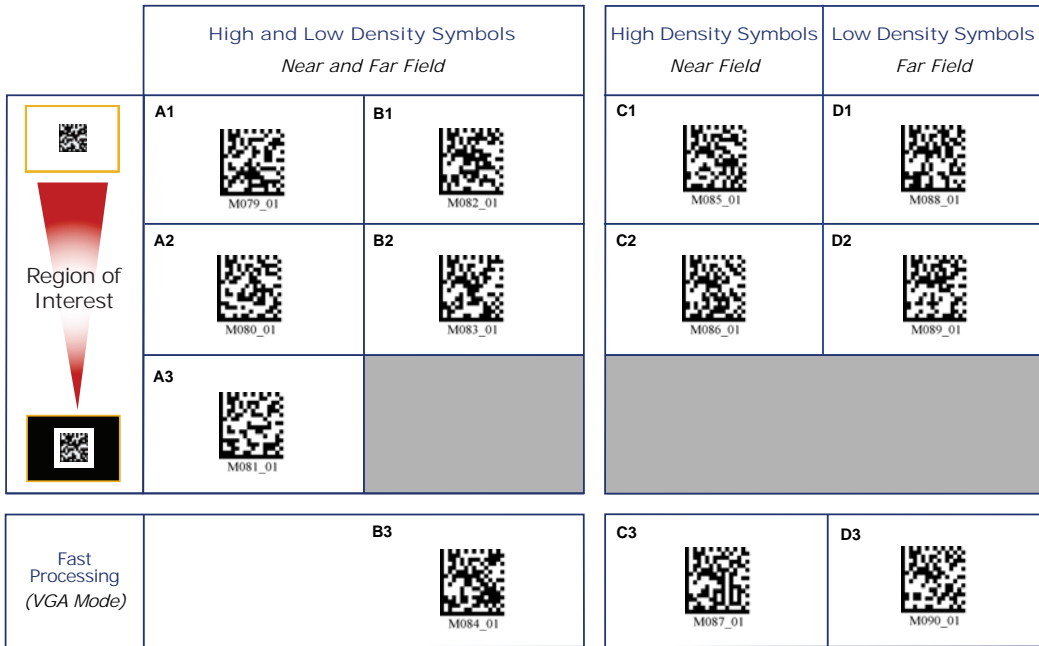 High and Low Density Symbols
Near and Far Field
High Density Symbols
Near Field
Low Density Symbols
Far Field
Region of
Interest
A1
M079_01
B1
M082_01
C1
M085_01
D1
M088_01
A2
M080_01
B2
M083_01
C2
M086_01
D2
M089_01
A3
M081_01
Fast
Processing
(VGA Mode)
B3
M084_01
C3
M087_01
D3
M090_01